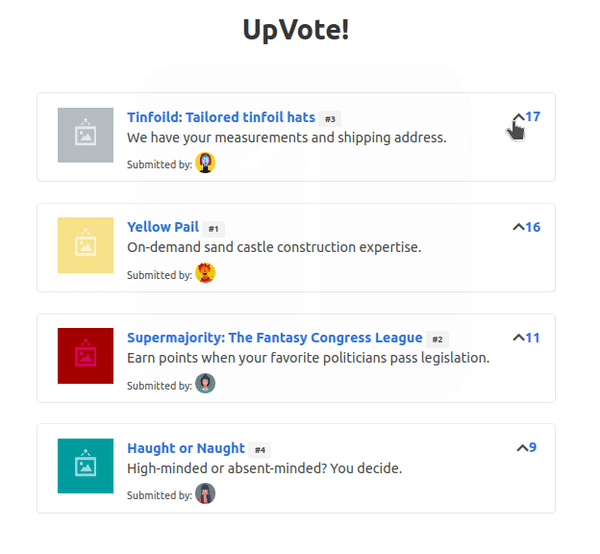 UpVote!
Tinfoild: Tailored tinfoil hats #3 17
We have your measurements and shipping address.
Submitted by:
Yellow Pail #1 16
On-demand sand castle construction expertise.
Submitted by:
Supermajority: The Fantasy Congress League #2 11
Earn points when your favorite politicians pass legislation.
Submitted by:
Haught or Naught #4 9
High-minded or absent-minded? You decide.
Submitted by: